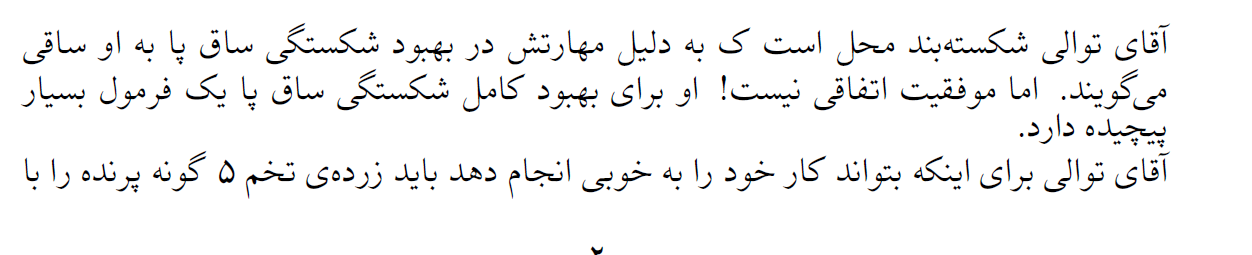 آقای توالی شکسته‌بند محل است ک به دلیل مهارتش در بهبود شکستگی ساق پا به او ساقی
می‌گویند. اما موفقیت اتفاقی نیست! او برای بهبود کامل شکستگی ساق پا یک فرمول بسیار
پیچیده دارد.
آقای توالی برای اینکه بتواند کار خود را به خوبی انجام دهد باید زرده‌ی تخم ۵ گونه پرنده را با